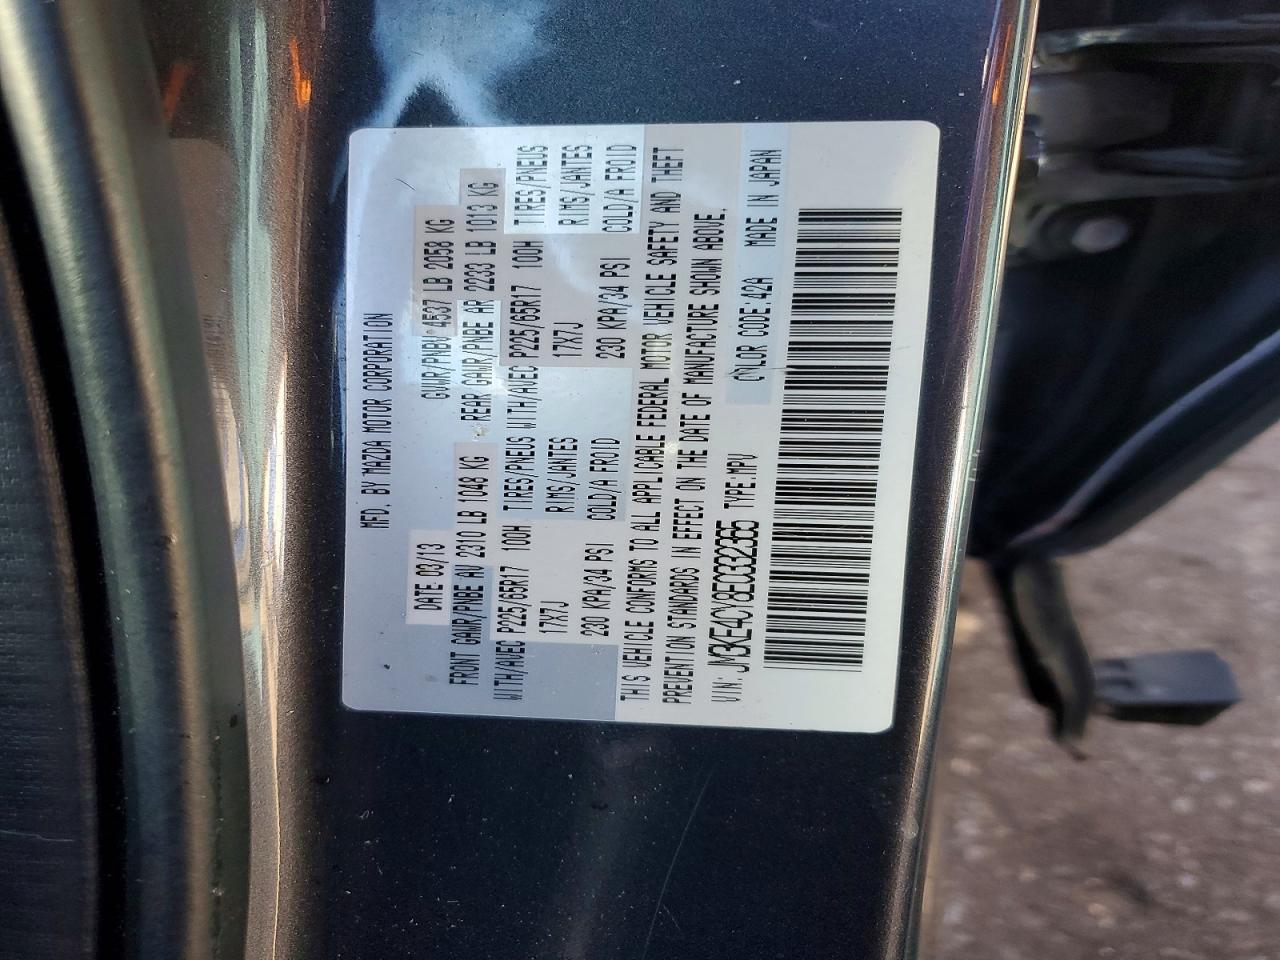 MFD. BY MAZDA MOTOR CORPORATION
DATE 03/13 GVWR/PNBV 4537 LB 2058 KG
FRONT GAWR/PNBE AV 2310 LB 1048 KG REAR GAWR/PNBE AR 2233 LB 1013 KG
WITH/AVEC P225/65R17 100H TIRES/PNEUS WITH/AVEC P225/65R17 100H TIRES/PNEUS
17X7J RIMS/JANTES 17X7J RIMS/JANTES
230 KPA/34 PSI COLD/A FROID 230 KPA/34 PSI COLD/A FROID
THIS VEHICLE CONFORMS TO ALL APPLICABLE FEDERAL MOTOR VEHICLE SAFETY AND THEFT
PREVENTION STANDARDS IN EFFECT ON THE DATE OF MANUFACTURE SHOWN ABOVE.
VIN: JM3KE4CY8E0332365 TYPE:MPV COLOR CODE:42A MADE IN JAPAN